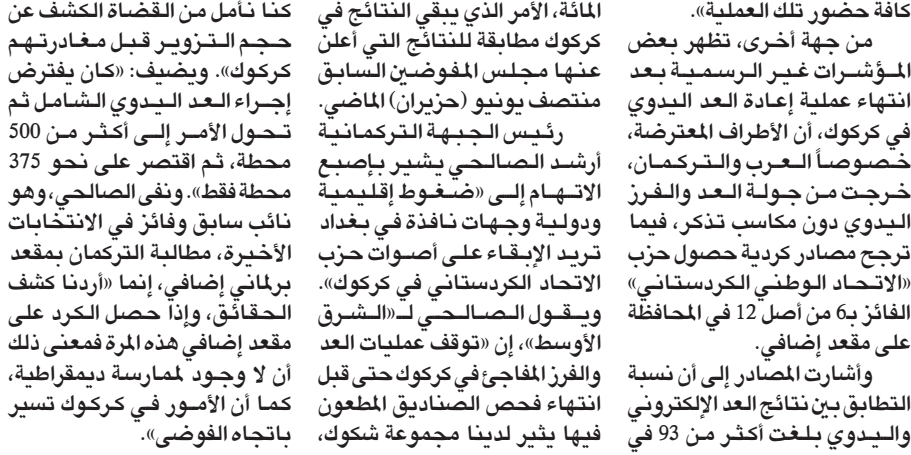 كافة حضور تلك العملية».
من جهة أخرى، تظهر بعض
المؤشرات غير الرسمية بعد
انتهاء عملية إعادة العد اليدوي
في كركوك، أن الأطراف المعترضة،
خصوصاً العرب والتركمان،
خرجت من جولة العد والفرز
اليدوي دون مكاسب تذكر، فيما
ترجح مصادر كردية حصول حزب
«الاتحاد الوطني الكردستاني»
الفائز بـ6 من أصل 12 في المحافظة
على مقعد إضافي.
وأشارت المصادر إلى أن نسبة
التطابق بين نتائج العد الإلكتروني
واليدوي بلغت أكثر من 93 في
المائة، الأمر الذي يبقي النتائج في
كركوك مطابقة للنتائج التي أعلن
عنها مجلس المفوضين السابق
منتصف يونيو (حزيران) الماضي.
رئيس الجبهة التركمانية
أرشد الصالحي يشير بإصبع
الاتهام إلى «ضغوط إقليمية
ودولية وجهات نافذة في بغداد
تريد الإبقاء على أصوات حزب
الاتحاد الكردستاني في كركوك».
ويقول الصالحي لـ«الشرق
الأوسط»، إن «توقف عمليات العد
والفرز المفاجئ في كركوك حتى قبل
انتهاء فحص الصناديق المطعون
فيها يثير لدينا مجموعة شكوك،
كنا نأمل من القضاة الكشف عن
حجم التزوير قبل مغادرتهم
كركوك». ويضيف: «كان يفترض
إجراء العد اليدوي الشامل ثم
تحول الأمر إلى أكثر من 500
محطة، ثم اقتصر على نحو 375
محطة فقط». ونفى الصالحي، وهو
نائب سابق وفائز في الانتخابات
الأخيرة، مطالبة التركمان بمقعد
برلماني إضافي، إنما «أردنا كشف
الحقائق، وإذا حصل الكرد على
مقعد إضافي هذه المرة فمعنى ذلك
أن لا وجود لممارسة ديمقراطية،
كما أن الأمور في كركوك تسير
باتجاه الفوضى».